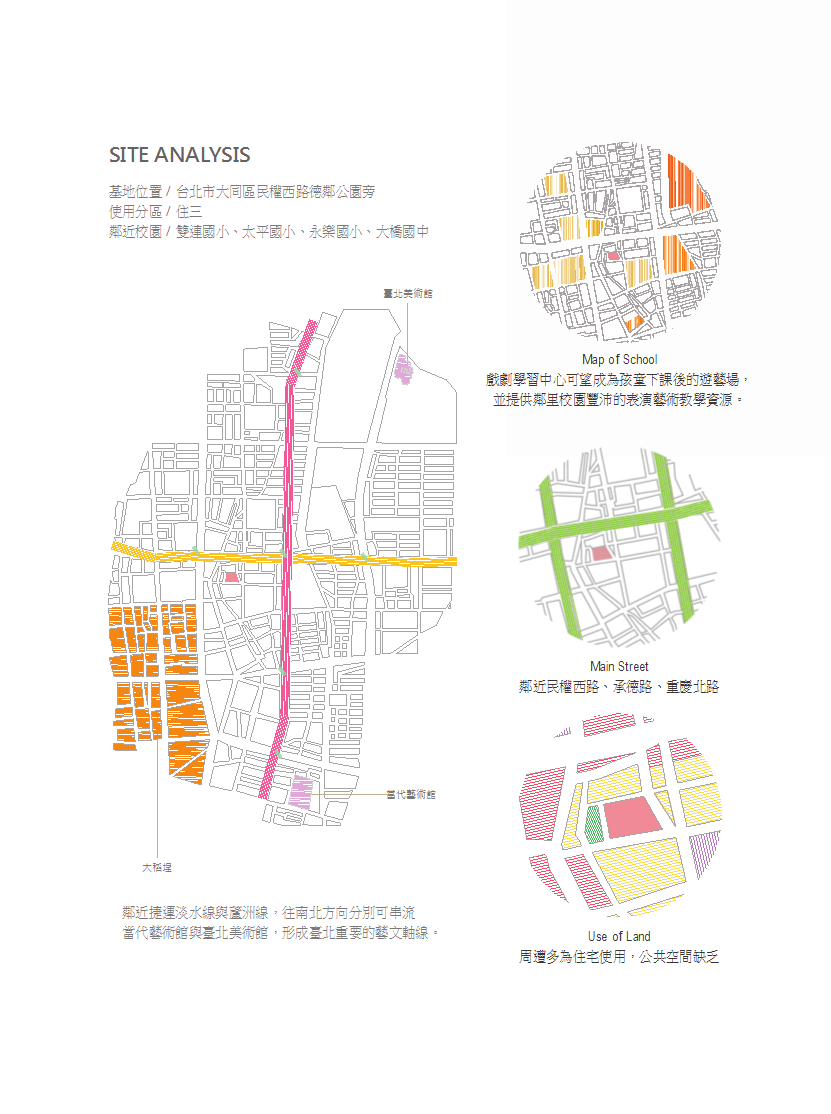 SITE ANALYSIS
基地位置 / 台北市大同區民權西路德鄰公園旁
使用分區 / 住三
鄰近校園 / 雙連國小、太平國小、永樂國小、大橋國中
臺北美術館
當代藝術館
大稻埕
鄰近捷運淡水線與蘆洲線，往南北方向分別可串流
當代藝術館與臺北美術館，形成臺北重要的藝文軸線。
Map of School
戲劇學習中心可望成為孩童下課後的遊藝場，
並提供鄰里校園豐沛的表演藝術教學資源。
Main Street
鄰近民權西路、承德路、重慶北路
Use of Land
周遭多為住宅使用，公共空間缺乏